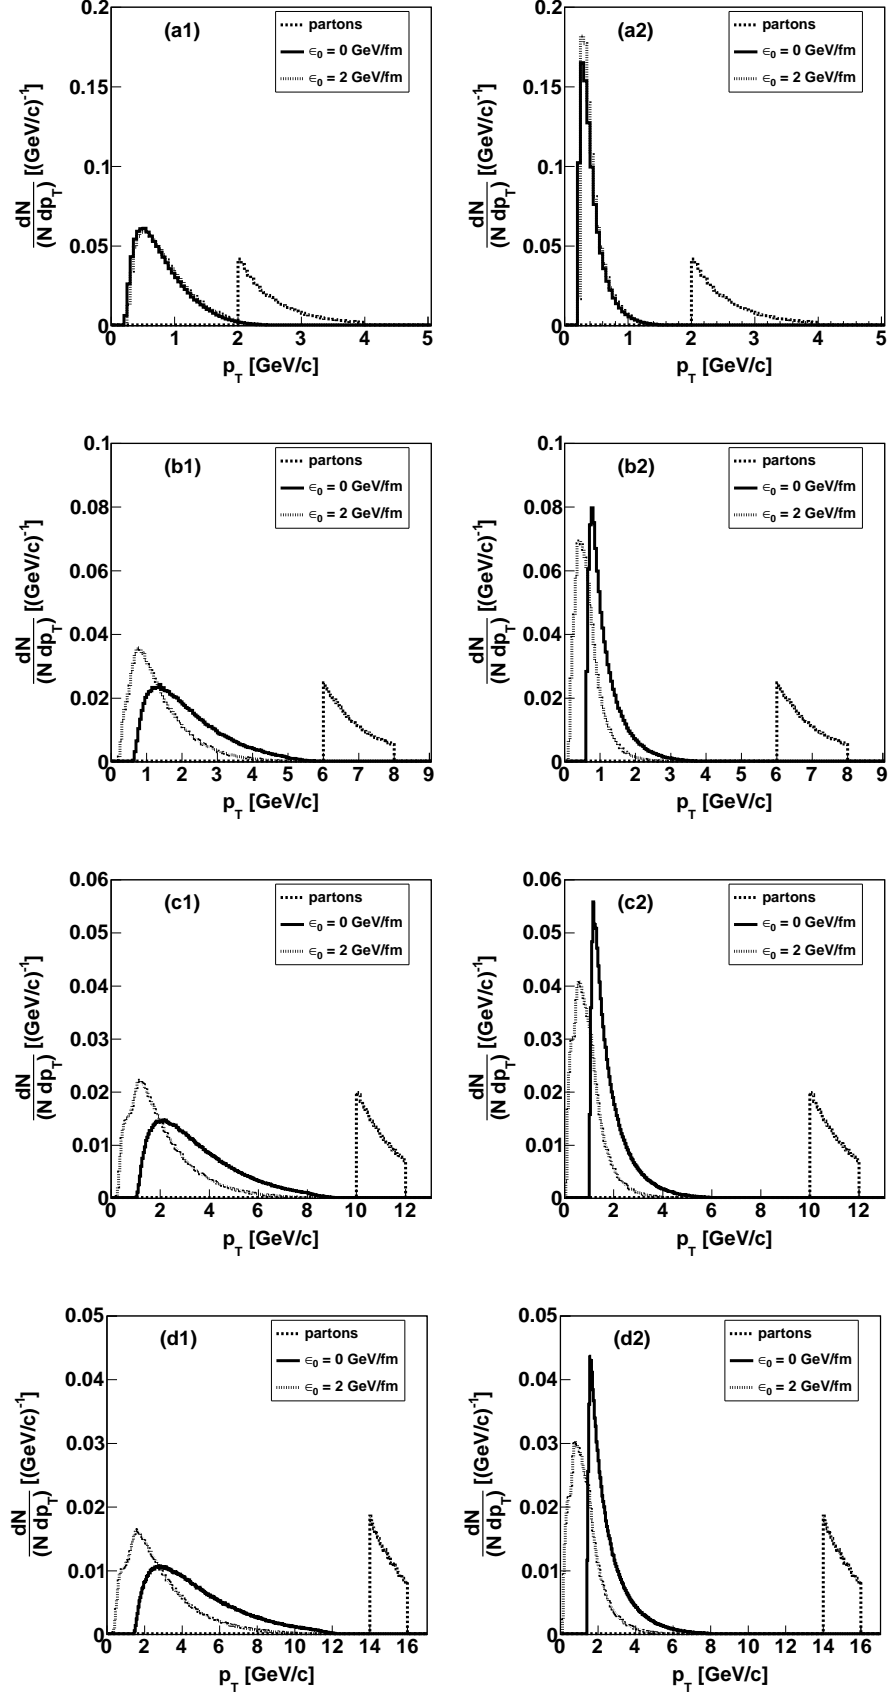 (a1)
partons
ϵ₀ = 0 GeV/fm
ϵ₀ = 2 GeV/fm
0.2
0.15
0.1
0.05
0
dN
(N dp_T)
[(GeV/c)⁻¹]
0 1 2 3 4 5
p_T [GeV/c]
(a2)
partons
ϵ₀ = 0 GeV/fm
ϵ₀ = 2 GeV/fm
0.2
0.15
0.1
0.05
0
dN
(N dp_T)
[(GeV/c)⁻¹]
0 1 2 3 4 5
p_T [GeV/c]
(b1)
partons
ϵ₀ = 0 GeV/fm
ϵ₀ = 2 GeV/fm
0.1
0.08
0.06
0.04
0.02
0
dN
(N dp_T)
[(GeV/c)⁻¹]
0 1 2 3 4 5 6 7 8 9
p_T [GeV/c]
(b2)
partons
ϵ₀ = 0 GeV/fm
ϵ₀ = 2 GeV/fm
0.1
0.08
0.06
0.04
0.02
0
dN
(N dp_T)
[(GeV/c)⁻¹]
0 1 2 3 4 5 6 7 8 9
p_T [GeV/c]
(c1)
partons
ϵ₀ = 0 GeV/fm
ϵ₀ = 2 GeV/fm
0.06
0.05
0.04
0.03
0.02
0.01
0
dN
(N dp_T)
[(GeV/c)⁻¹]
0 2 4 6 8 10 12
p_T [GeV/c]
(c2)
partons
ϵ₀ = 0 GeV/fm
ϵ₀ = 2 GeV/fm
0.06
0.05
0.04
0.03
0.02
0.01
0
dN
(N dp_T)
[(GeV/c)⁻¹]
0 2 4 6 8 10 12
p_T [GeV/c]
(d1)
partons
ϵ₀ = 0 GeV/fm
ϵ₀ = 2 GeV/fm
0.05
0.04
0.03
0.02
0.01
0
dN
(N dp_T)
[(GeV/c)⁻¹]
0 2 4 6 8 10 12 14 16
p_T [GeV/c]
(d2)
partons
ϵ₀ = 0 GeV/fm
ϵ₀ = 2 GeV/fm
0.05
0.04
0.03
0.02
0.01
0
dN
(N dp_T)
[(GeV/c)⁻¹]
0 2 4 6 8 10 12 14 16
p_T [GeV/c]